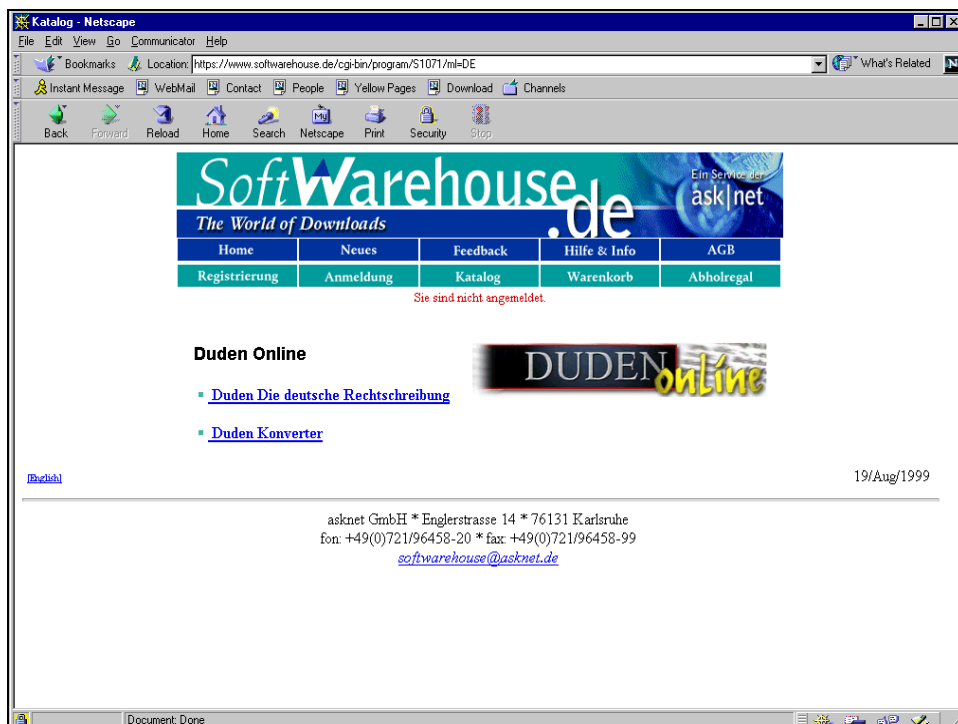 Katalog - Netscape
File Edit View Go Communicator Help
Bookmarks Location: https://www.softwarehouse.de/cgi-bin/program/S1071/ml=DE What's Related N
Instant Message WebMail Contact People Yellow Pages Download Channels
My
Back Forward Reload Home Search Netscape Print Security Stop
SoftWarehouse.de
Ein Service der
ask|net
The World of Downloads
Home Neues Feedback Hilfe & Info AGB
Registrierung Anmeldung Katalog Warenkorb Abholregal
Sie sind nicht angemeldet.
Duden Online
DUDEN online
Duden Die deutsche Rechtschreibung
Duden Konverter
[English] 19/Aug/1999
asknet GmbH * Englerstrasse 14 * 76131 Karlsruhe
fon: +49(0)721/96458-20 * fax: +49(0)721/96458-99
softwarehouse@asknet.de
Document: Done